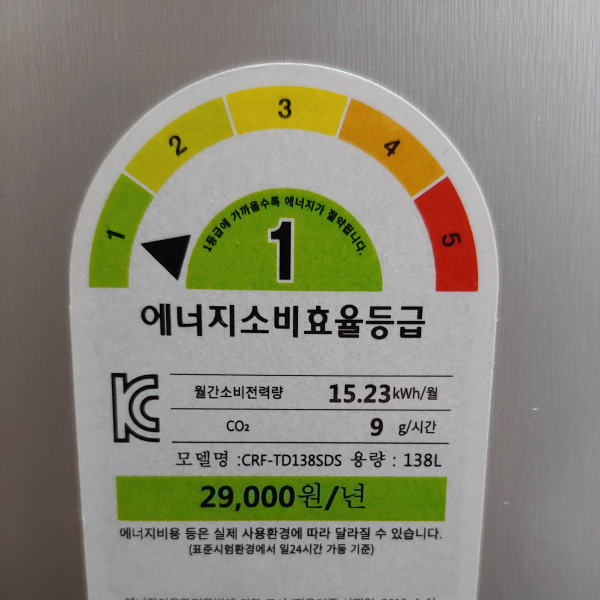 1 2 3 4 5
1등급에 가까울수록 에너지가 절약됩니다.
1
에너지소비효율등급
월간소비전력량 15.23 kWh/월
CO₂ 9 g/시간
모델명 :CRF-TD138SDS 용량 : 138L
29,000원/년
에너지비용 등은 실제 사용환경에 따라 달라질 수 있습니다.
(표준시험환경에서 일24시간 가동 기준)